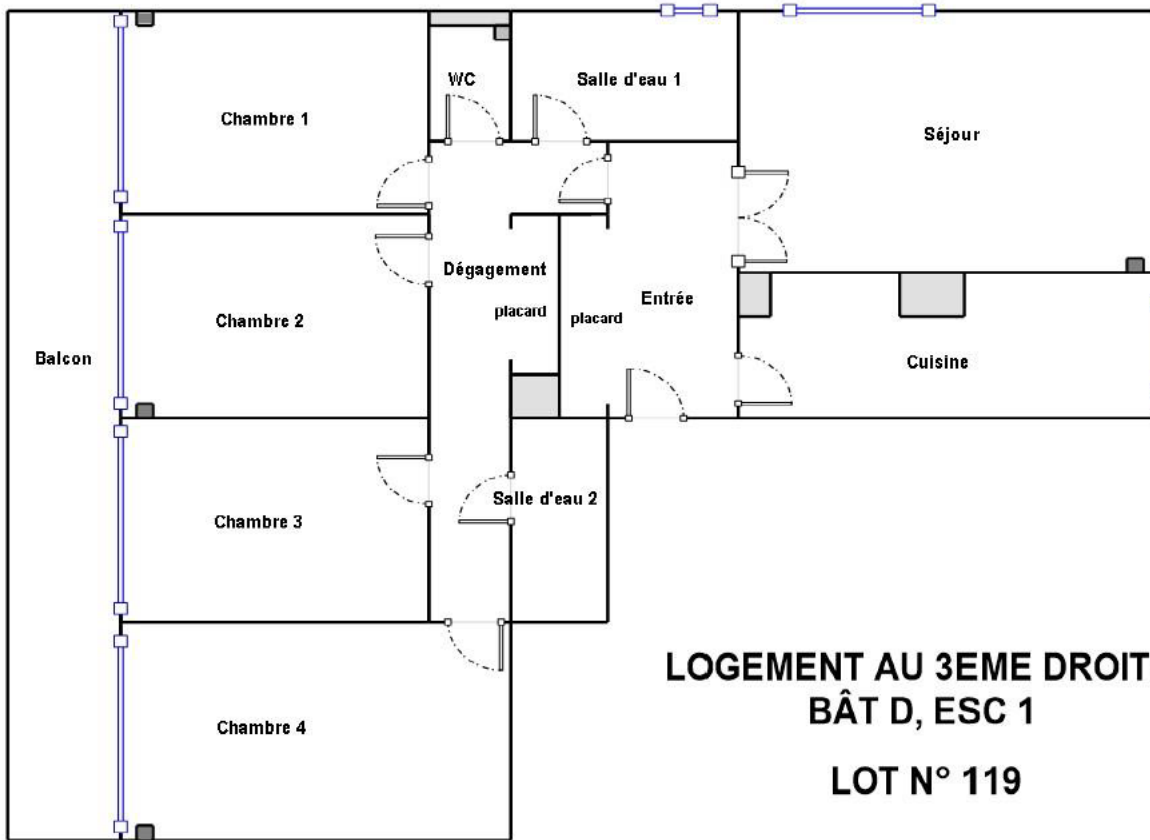 WC
Salle d'eau 1
Chambre 1
Séjour
Dégagement
Entrée
placard
placard
Chambre 2
Balcon
Cuisine
Salle d'eau 2
Chambre 3
LOGEMENT AU 3EME DROIT
BÂT D, ESC 1
Chambre 4
LOT N° 119